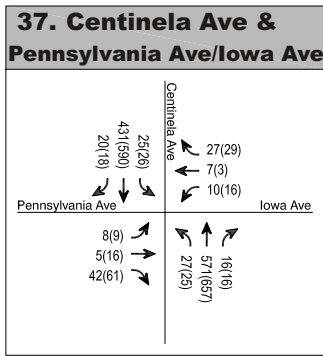 37. Centinela Ave &
Pennsylvania Ave/Iowa Ave
Centinela Ave
20(18)
431(590)
25(26)
27(29)
7(3)
10(16)
Pennsylvania Ave
Iowa Ave
8(9)
5(16)
42(61)
27(25)
571(657)
16(16)